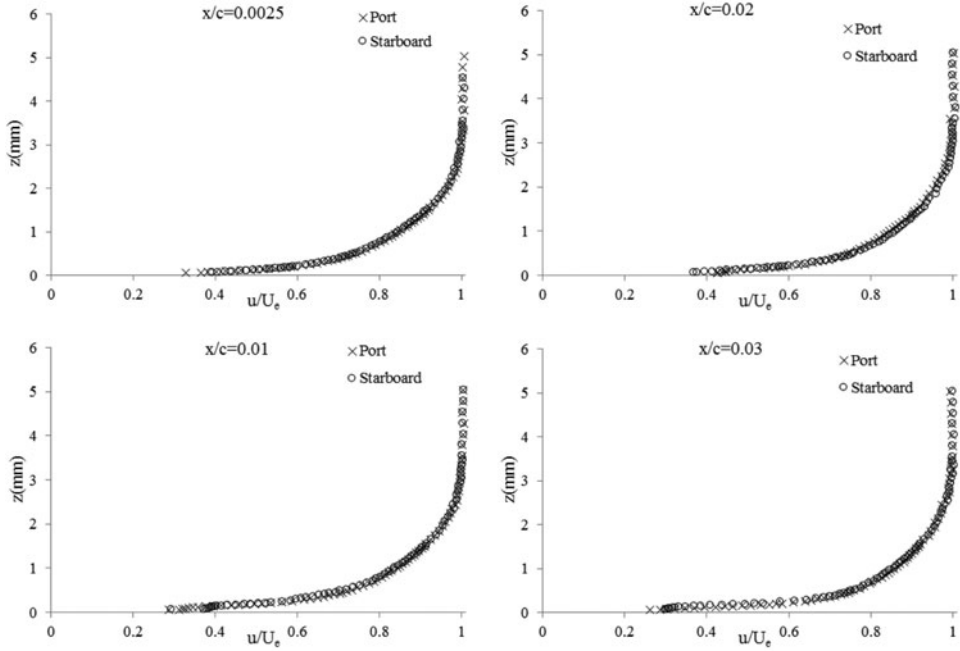 x/c=0.0025
× Port
○ Starboard
6
5
4
3
2
1
0
z(mm)
0 0.2 0.4 0.6 0.8 1
u/Uₑ
x/c=0.02
× Port
○ Starboard
6
5
4
3
2
1
0
z(mm)
0 0.2 0.4 0.6 0.8 1
u/Uₑ
x/c=0.01
× Port
○ Starboard
6
5
4
3
2
1
0
z(mm)
0 0.2 0.4 0.6 0.8 1
u/Uₑ
x/c=0.03
× Port
○ Starboard
6
5
4
3
2
1
0
z(mm)
0 0.2 0.4 0.6 0.8 1
u/Uₑ